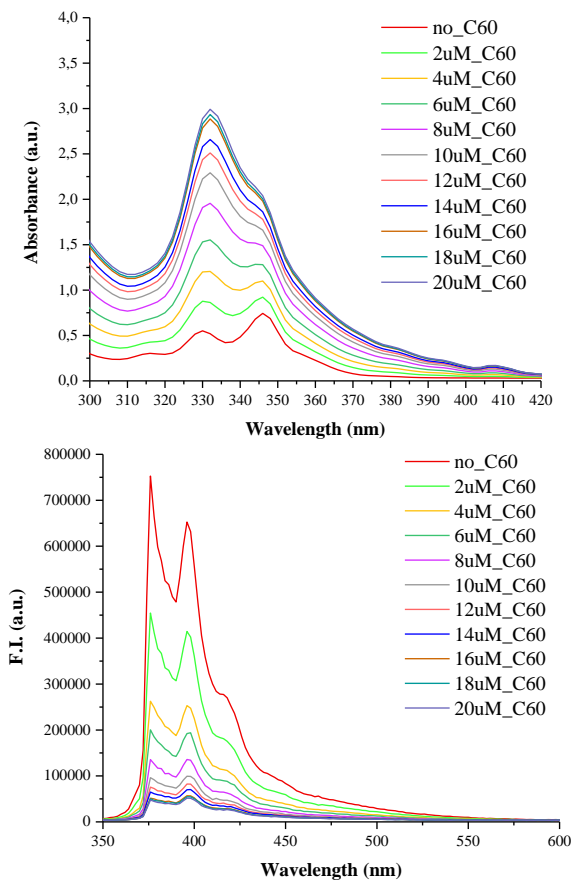 4,0
3,5
3,0
2,5
2,0
1,5
1,0
0,5
0,0
Absorbance (a.u.)
300 310 320 330 340 350 360 370 380 390 400 410 420
Wavelength (nm)
no_C60
2uM_C60
4uM_C60
6uM_C60
8uM_C60
10uM_C60
12uM_C60
14uM_C60
16uM_C60
18uM_C60
20uM_C60
800000
700000
600000
500000
400000
300000
200000
100000
0
F.I. (a.u.)
350 400 450 500 550 600
Wavelength (nm)
no_C60
2uM_C60
4uM_C60
6uM_C60
8uM_C60
10uM_C60
12uM_C60
14uM_C60
16uM_C60
18uM_C60
20uM_C60